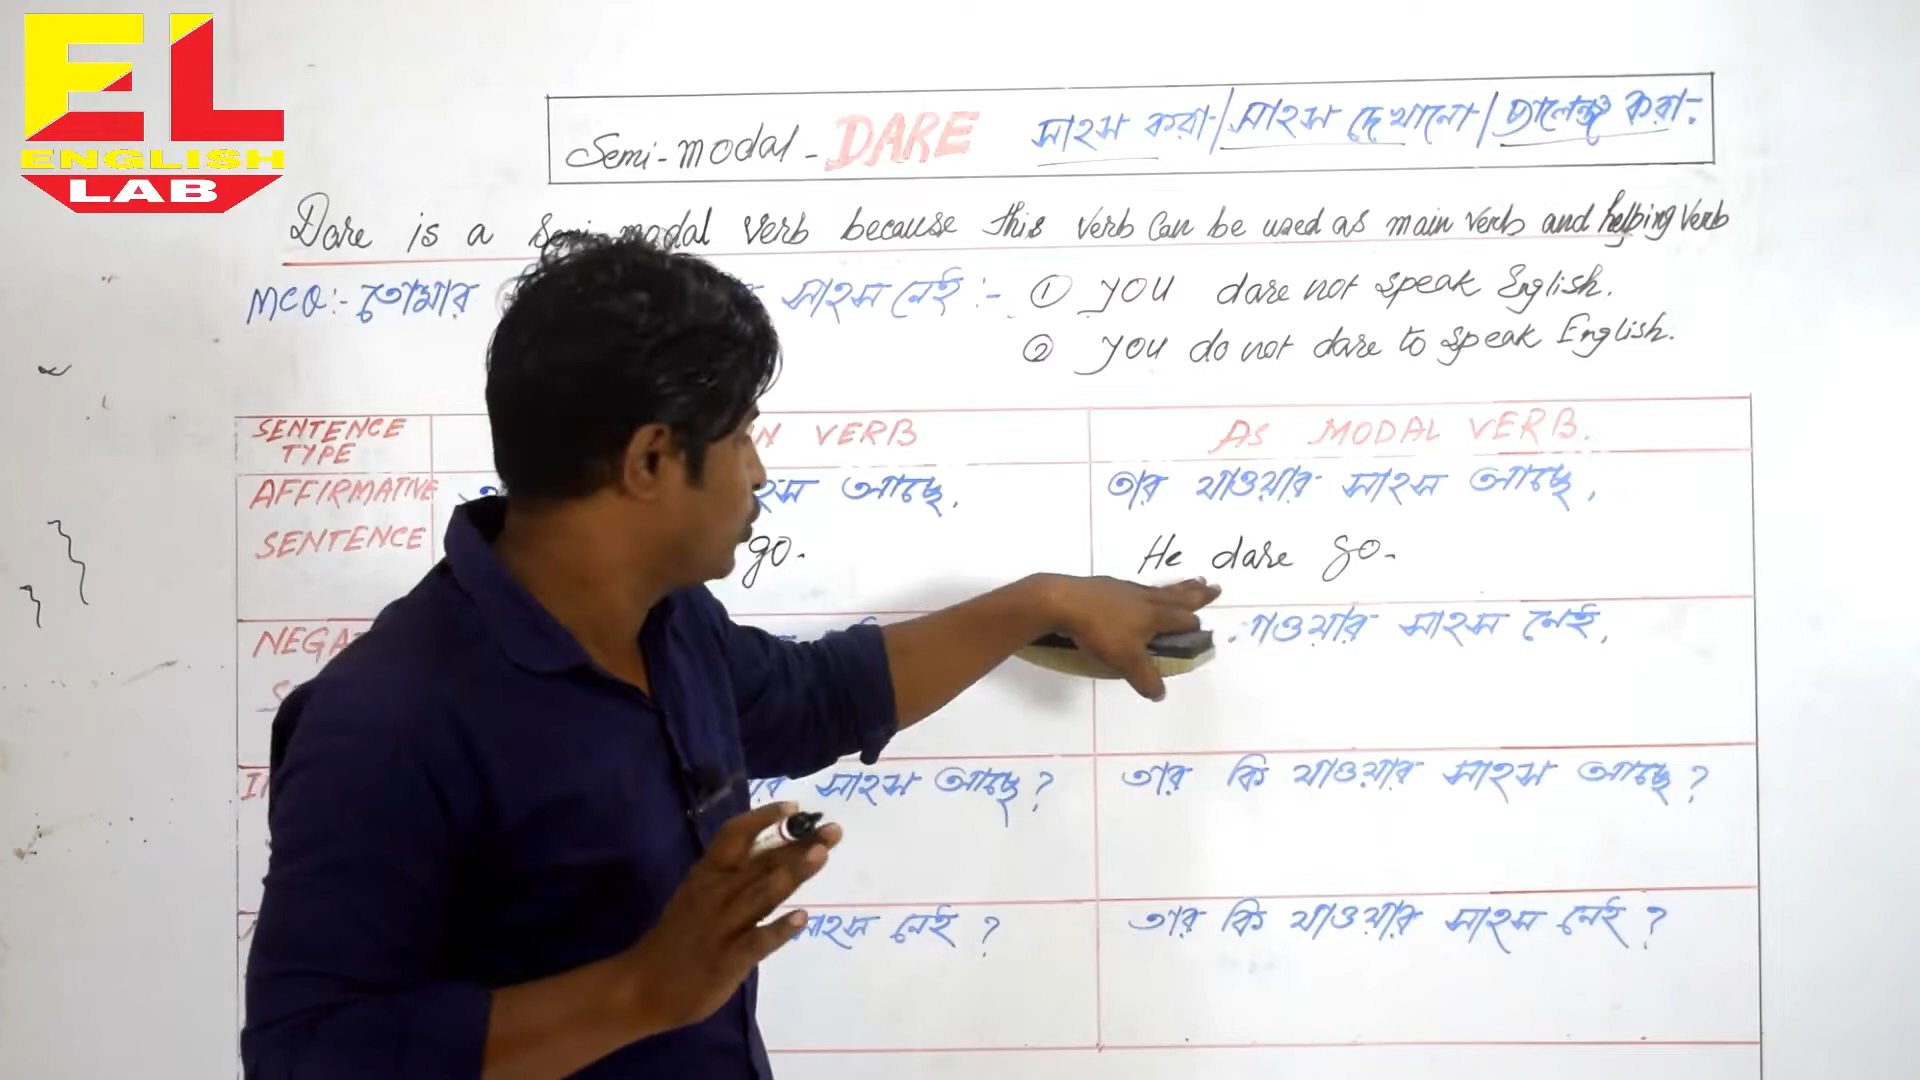 EL
ENGLISH
LAB
Semi-modal - DARE সাহস করা / সাহস দেখানো / চ্যালেঞ্জ করা :
Dare is a semi-modal verb because this verb can be used as main verb and helping verb
MCQ :- তোমার সাহস নেই :- ① you dare not speak English.
② you do not dare to speak English.
SENTENCE TYPE
VERB
AS MODAL VERB.
AFFIRMATIVE SENTENCE
আছে.
go.
তার যাওয়ার সাহস আছে.
He dare go.
সাহস নেই.
সাহস আছে ?
তার কি যাওয়ার সাহস আছে ?
সাহস নেই ?
তার কি যাওয়ার সাহস নেই ?